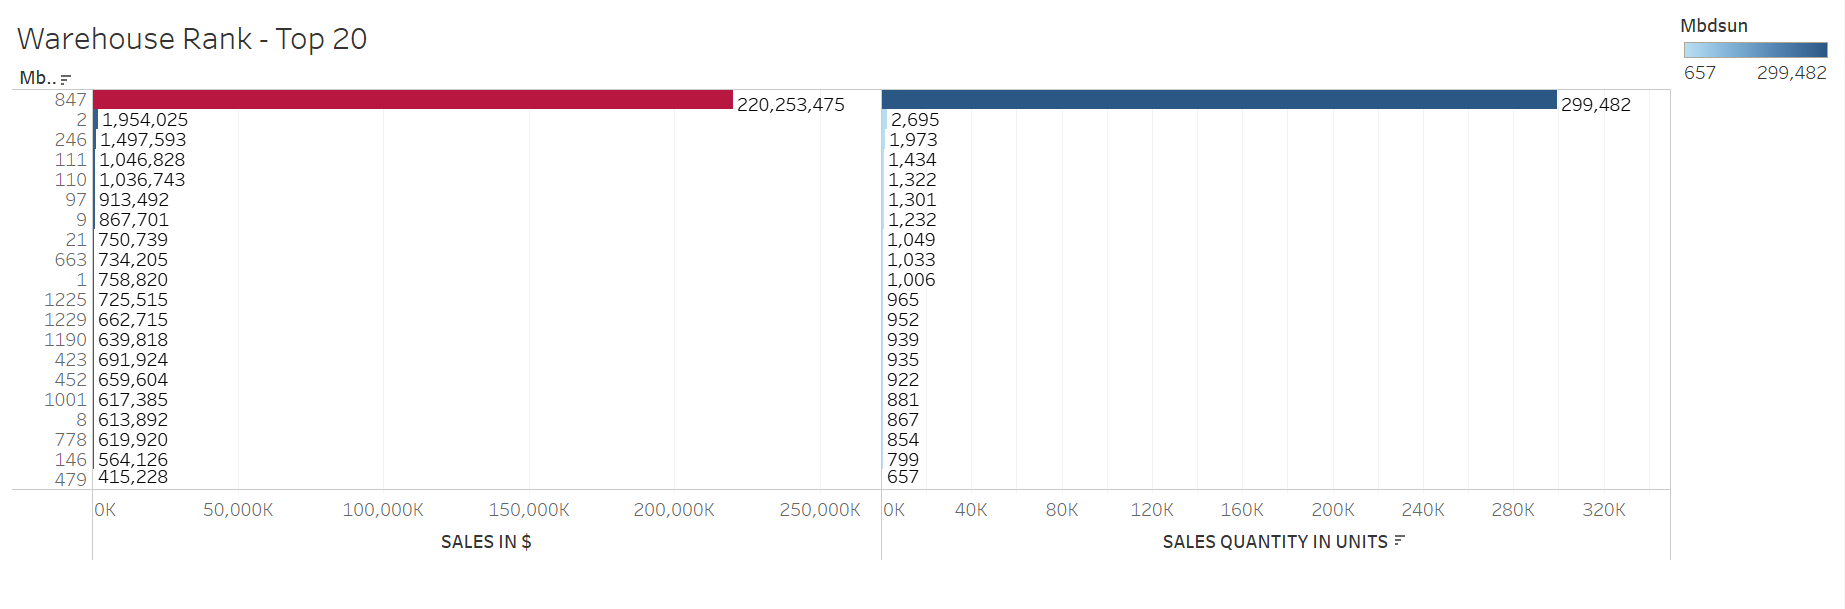 Warehouse Rank - Top 20
Mbdsun
657 299,482
Mb..
847 220,253,475 299,482
2 1,954,025 2,695
246 1,497,593 1,973
111 1,046,828 1,434
110 1,036,743 1,322
97 913,492 1,301
9 867,701 1,232
21 750,739 1,049
663 734,205 1,033
1 758,820 1,006
1225 725,515 965
1229 662,715 952
1190 639,818 939
423 691,924 935
452 659,604 922
1001 617,385 881
8 613,892 867
778 619,920 854
146 564,126 799
479 415,228 657
0K 50,000K 100,000K 150,000K 200,000K 250,000K 0K 40K 80K 120K 160K 200K 240K 280K 320K
SALES IN $ SALES QUANTITY IN UNITS